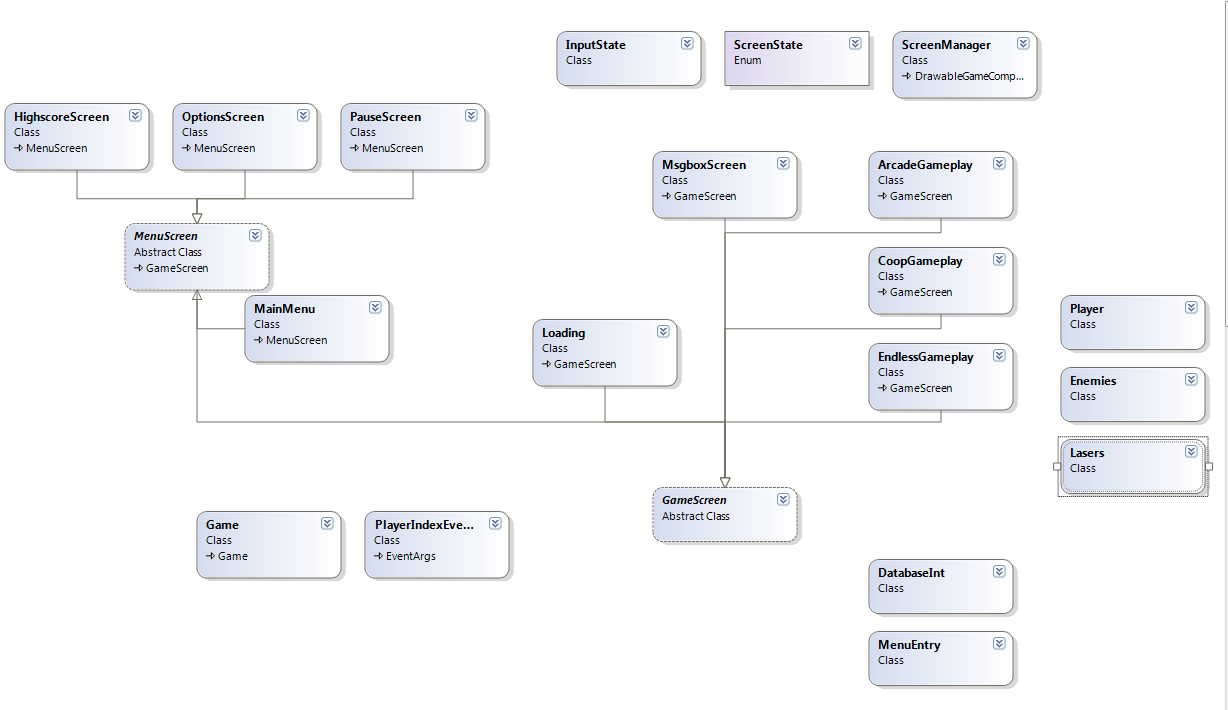 InputState
Class
ScreenState
Enum
ScreenManager
Class
DrawableGameComp...
HighscoreScreen
Class
MenuScreen
OptionsScreen
Class
MenuScreen
PauseScreen
Class
MenuScreen
MsgboxScreen
Class
GameScreen
ArcadeGameplay
Class
GameScreen
MenuScreen
Abstract Class
GameScreen
CoopGameplay
Class
GameScreen
MainMenu
Class
MenuScreen
Player
Class
Loading
Class
GameScreen
EndlessGameplay
Class
GameScreen
Enemies
Class
Lasers
Class
GameScreen
Abstract Class
Game
Class
Game
PlayerIndexEve...
Class
EventArgs
DatabaseInt
Class
MenuEntry
Class